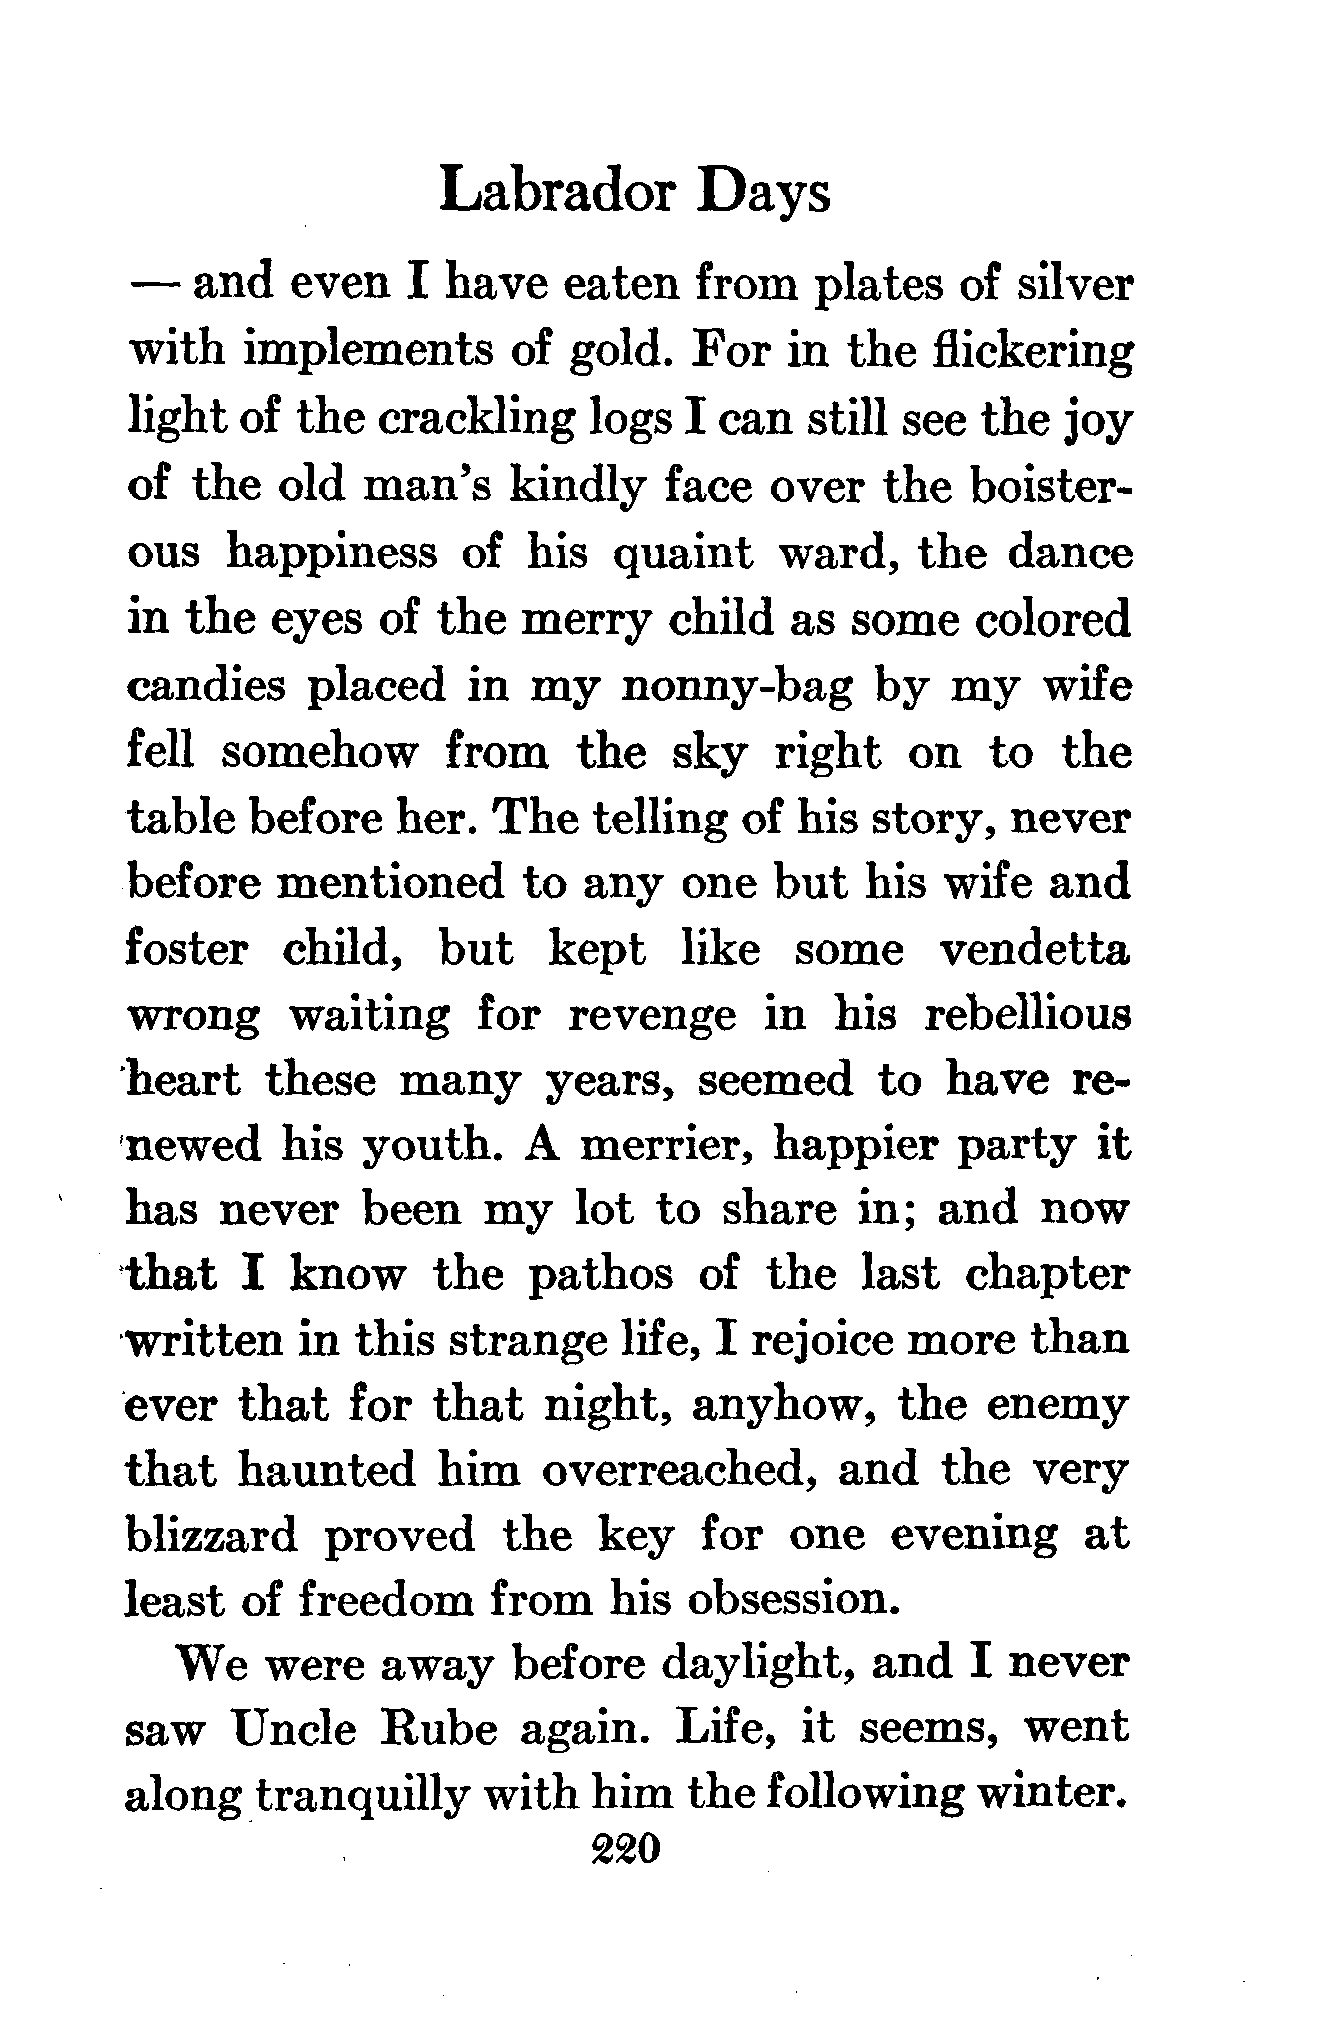 Labrador Days
— and even I have eaten from plates of silver
with implements of gold. For in the flickering
light of the crackling logs I can still see the joy
of the old man's kindly face over the boister-
ous happiness of his quaint ward, the dance
in the eyes of the merry child as some colored
candies placed in my nonny-bag by my wife
fell somehow from the sky right on to the
table before her. The telling of his story, never
before mentioned to any one but his wife and
foster child, but kept like some vendetta
wrong waiting for revenge in his rebellious
heart these many years, seemed to have re-
newed his youth. A merrier, happier party it
has never been my lot to share in; and now
that I know the pathos of the last chapter
written in this strange life, I rejoice more than
ever that for that night, anyhow, the enemy
that haunted him overreached, and the very
blizzard proved the key for one evening at
least of freedom from his obsession.
We were away before daylight, and I never
saw Uncle Rube again. Life, it seems, went
along tranquilly with him the following winter.
220